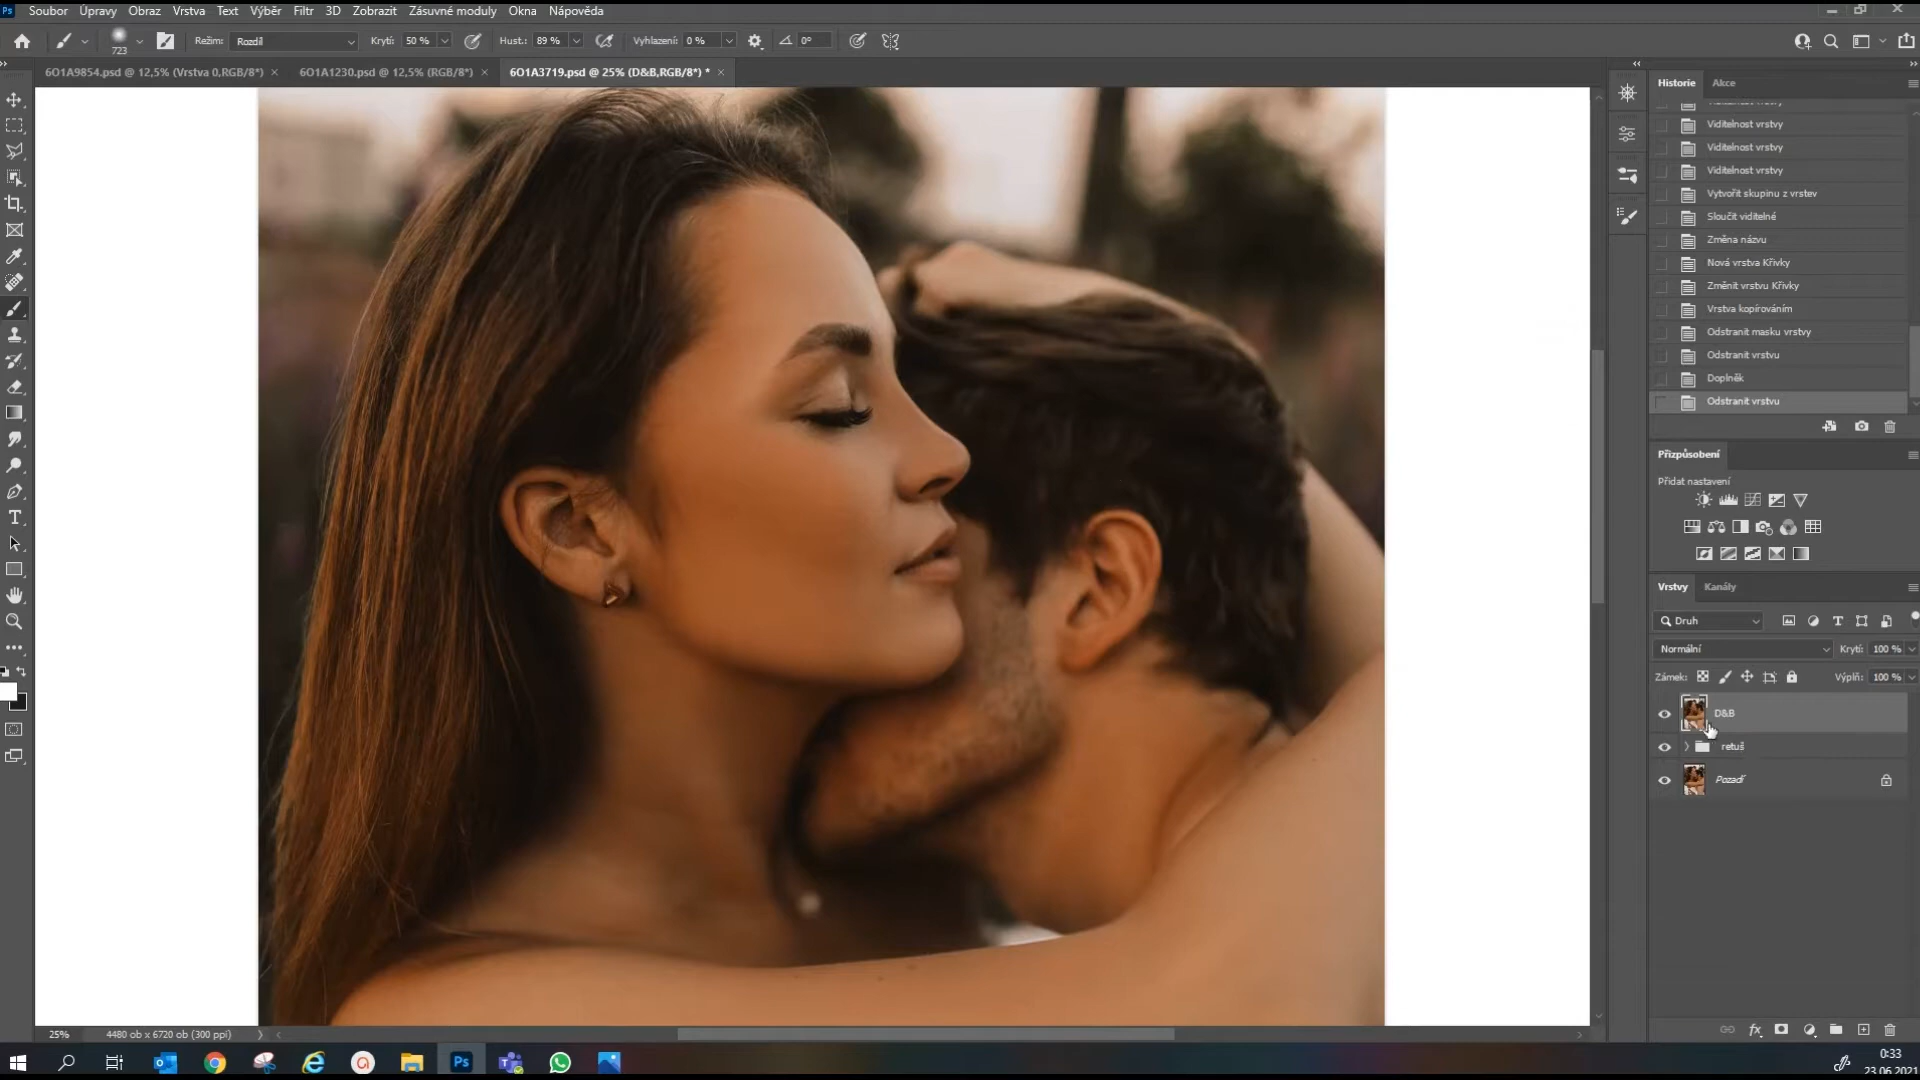 Ps Soubor Úpravy Obraz Vrstva Text Výběr Filtr 3D Zobrazit Zásuvné moduly Okna Nápověda
723 Režim: Rozdíl Krytí: 50 % Hust.: 89 % Vyhlazení: 0 % 0°
6O1A9854.psd @ 12,5% (Vrstva 0,RGB/8*) × 6O1A1230.psd @ 12,5% (RGB/8*) × 6O1A3719.psd @ 25% (D&B,RGB/8*) * ×
Historie Akce
Viditelnost vrstvy
Viditelnost vrstvy
Viditelnost vrstvy
Vytvořit skupinu z vrstev
Sloučit viditelné
Změna názvu
Nová vrstva Křivky
Změnit vrstvu Křivky
Vrstva kopírováním
Odstranit masku vrstvy
Odstranit vrstvu
Doplněk
Odstranit vrstvu
Přizpůsobení
Přidat nastavení
Vrstvy Kanály
Druh
Normální Krytí: 100 %
Zámek: Výplň: 100 %
D&B
retuš
Pozadí
25% 4480 ob x 6720 ob (300 ppi)
0:33
23.06.2021